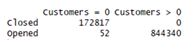 Customers = 0 Customers > 0
Closed 172817 0
Opened 52 844340